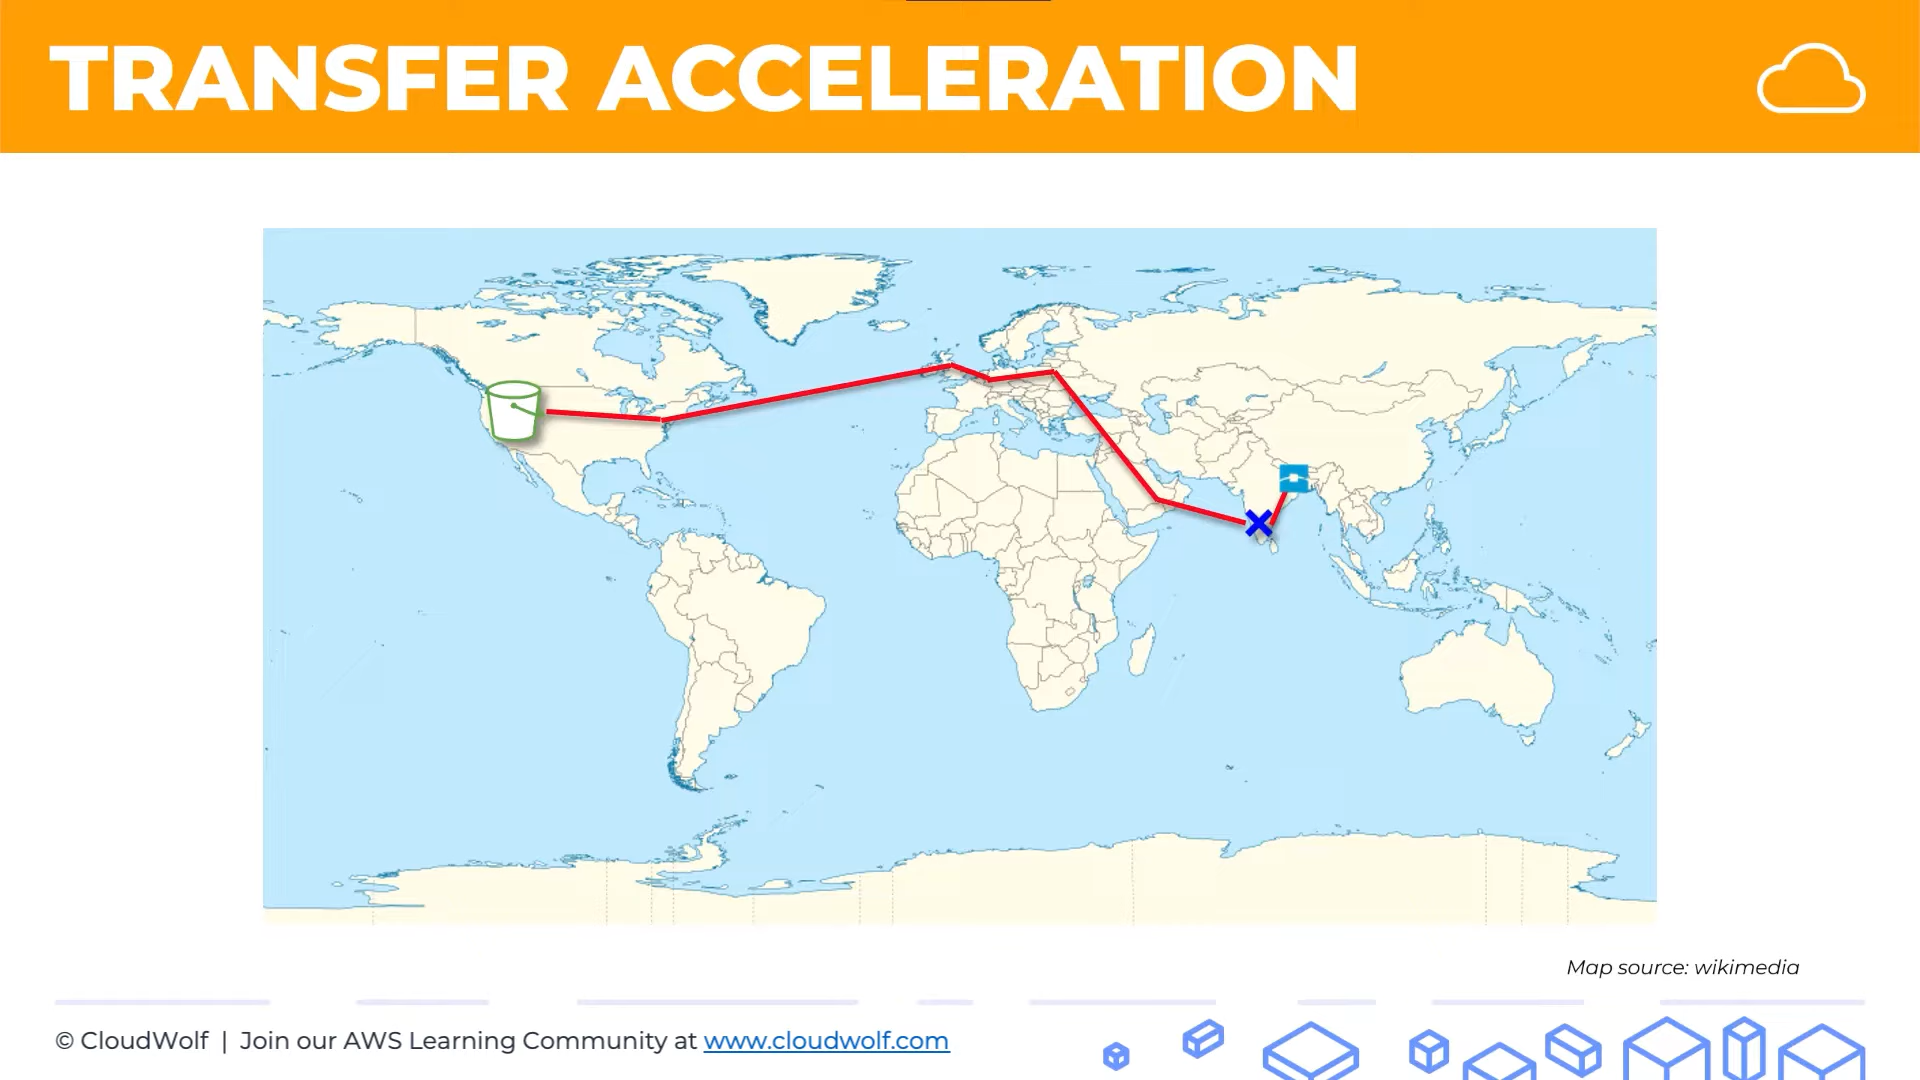 TRANSFER ACCELERATION
Map source: wikimedia
© CloudWolf | Join our AWS Learning Community at www.cloudwolf.com